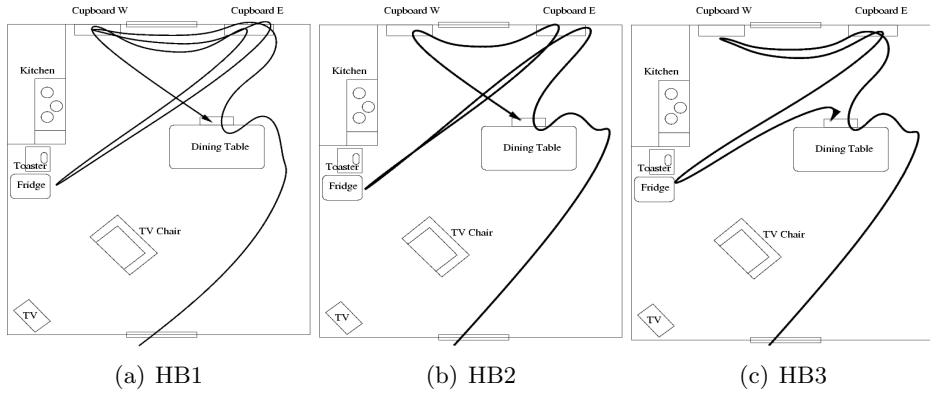 Cupboard W Cupboard E
Kitchen
Toaster
Fridge
Dining Table
TV Chair
TV
(a) HB1
Cupboard W Cupboard E
Kitchen
Toaster
Fridge
Dining Table
TV Chair
TV
(b) HB2
Cupboard W Cupboard E
Kitchen
Toaster
Fridge
Dining Table
TV Chair
TV
(c) HB3